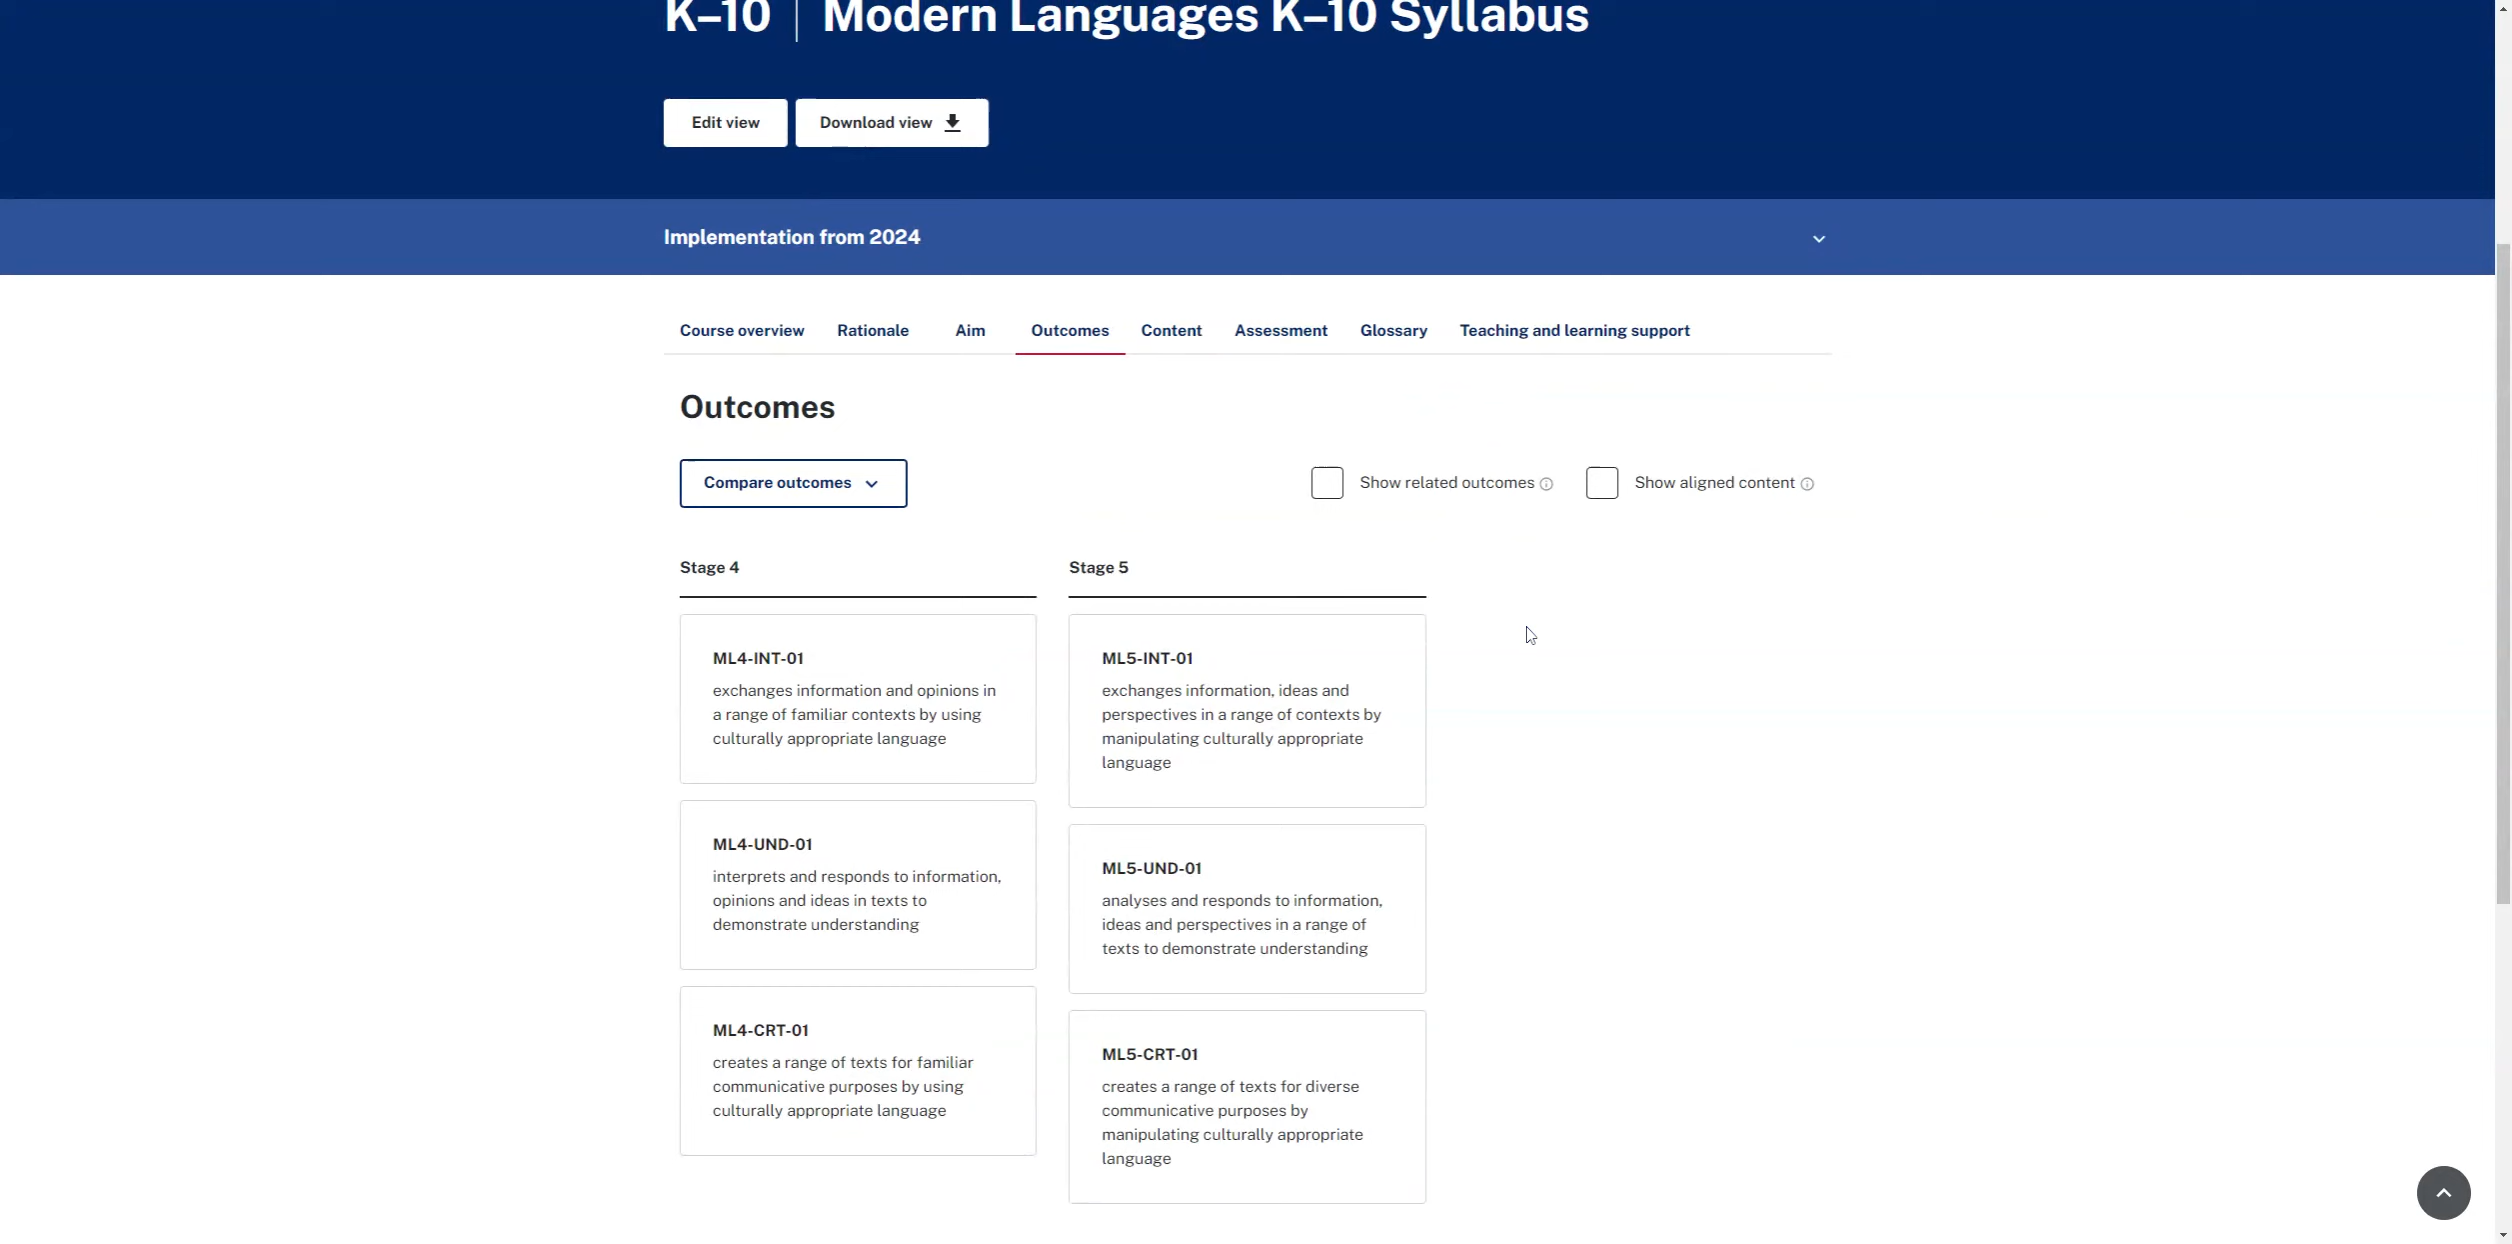 K–10 | Modern Languages K–10 Syllabus
Edit view
Download view
Implementation from 2024
Course overview
Rationale
Aim
Outcomes
Content
Assessment
Glossary
Teaching and learning support
Outcomes
Compare outcomes
Show related outcomes
Show aligned content
Stage 4
ML4-INT-01
exchanges information and opinions in
a range of familiar contexts by using
culturally appropriate language
ML4-UND-01
interprets and responds to information,
opinions and ideas in texts to
demonstrate understanding
ML4-CRT-01
creates a range of texts for familiar
communicative purposes by using
culturally appropriate language
Stage 5
ML5-INT-01
exchanges information, ideas and
perspectives in a range of contexts by
manipulating culturally appropriate
language
ML5-UND-01
analyses and responds to information,
ideas and perspectives in a range of
texts to demonstrate understanding
ML5-CRT-01
creates a range of texts for diverse
communicative purposes by
manipulating culturally appropriate
language